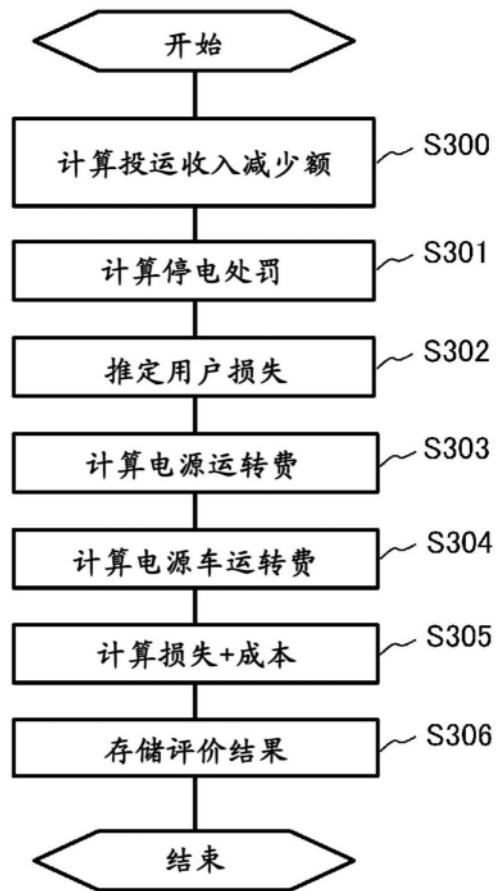 开始
计算投运收入减少额
S300
计算停电处罚
S301
推定用户损失
S302
计算电源运转费
S303
计算电源车运转费
S304
计算损失+成本
S305
存储评价结果
S306
结束